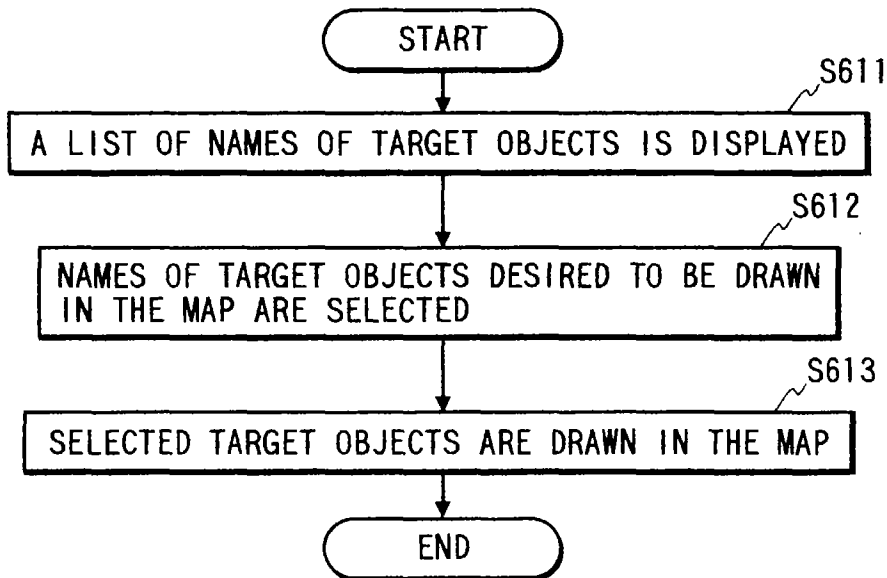 START
S611
A LIST OF NAMES OF TARGET OBJECTS IS DISPLAYED
S612
NAMES OF TARGET OBJECTS DESIRED TO BE DRAWN
IN THE MAP ARE SELECTED
S613
SELECTED TARGET OBJECTS ARE DRAWN IN THE MAP
END